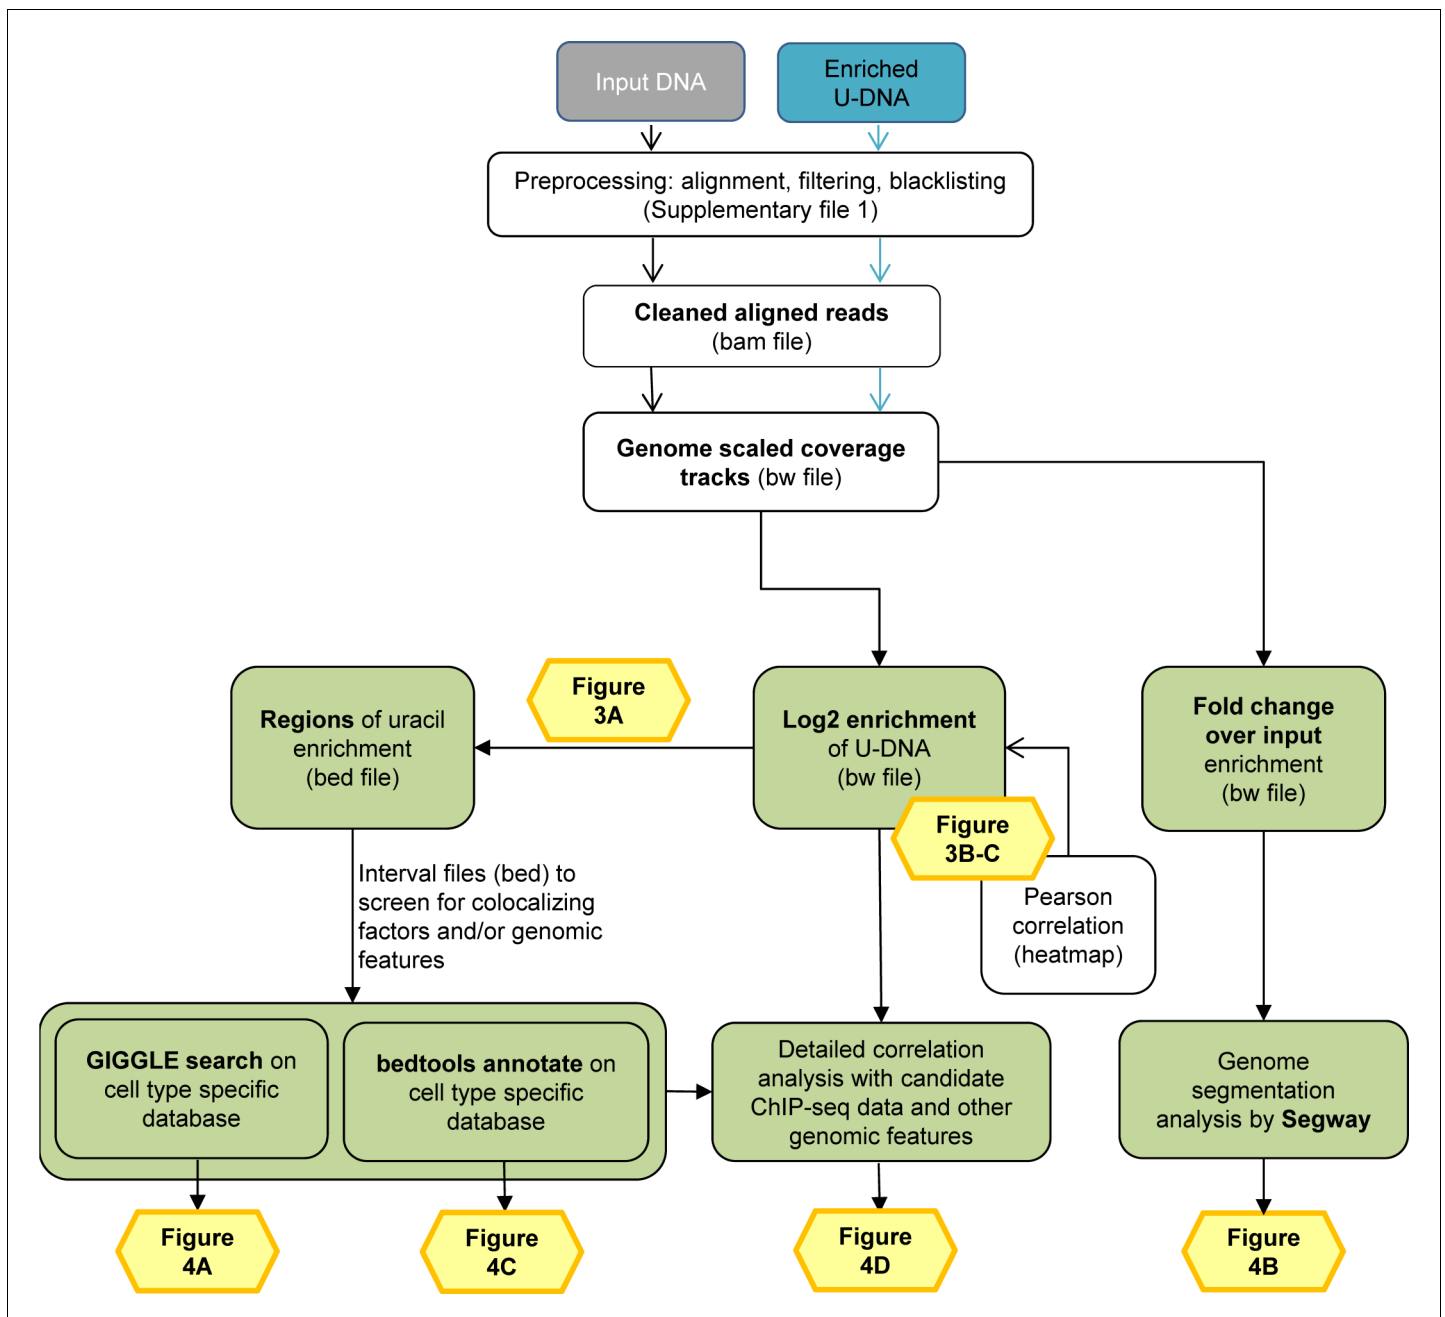 Input DNA
Enriched
U-DNA
Preprocessing: alignment, filtering, blacklisting
(Supplementary file 1)
Cleaned aligned reads
(bam file)
Genome scaled coverage
tracks (bw file)
Figure
3A
Regions of uracil
enrichment
(bed file)
Log2 enrichment
of U-DNA
(bw file)
Fold change
over input
enrichment
(bw file)
Figure
3B-C
Pearson
correlation
(heatmap)
Interval files (bed) to
screen for colocalizing
factors and/or genomic
features
GIGGLE search on
cell type specific
database
bedtools annotate on
cell type specific
database
Detailed correlation
analysis with candidate
ChIP-seq data and other
genomic features
Genome
segmentation
analysis by Segway
Figure
4A
Figure
4C
Figure
4D
Figure
4B